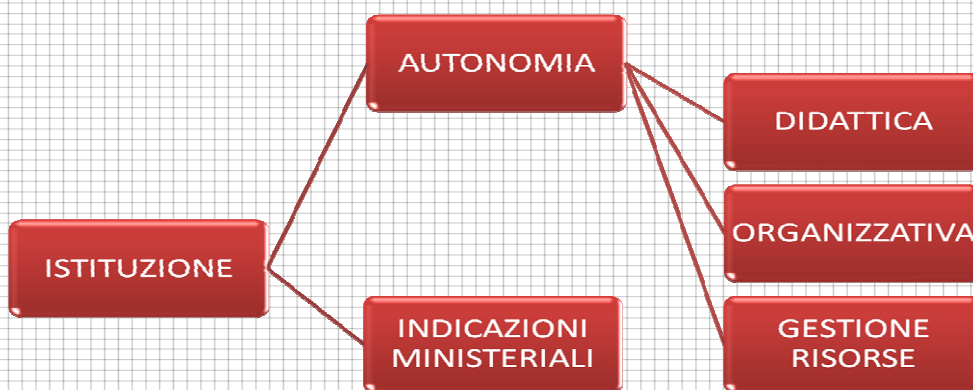 AUTONOMIA
DIDATTICA
ORGANIZZATIVA
ISTITUZIONE
INDICAZIONI
MINISTERIALI
GESTIONE
RISORSE